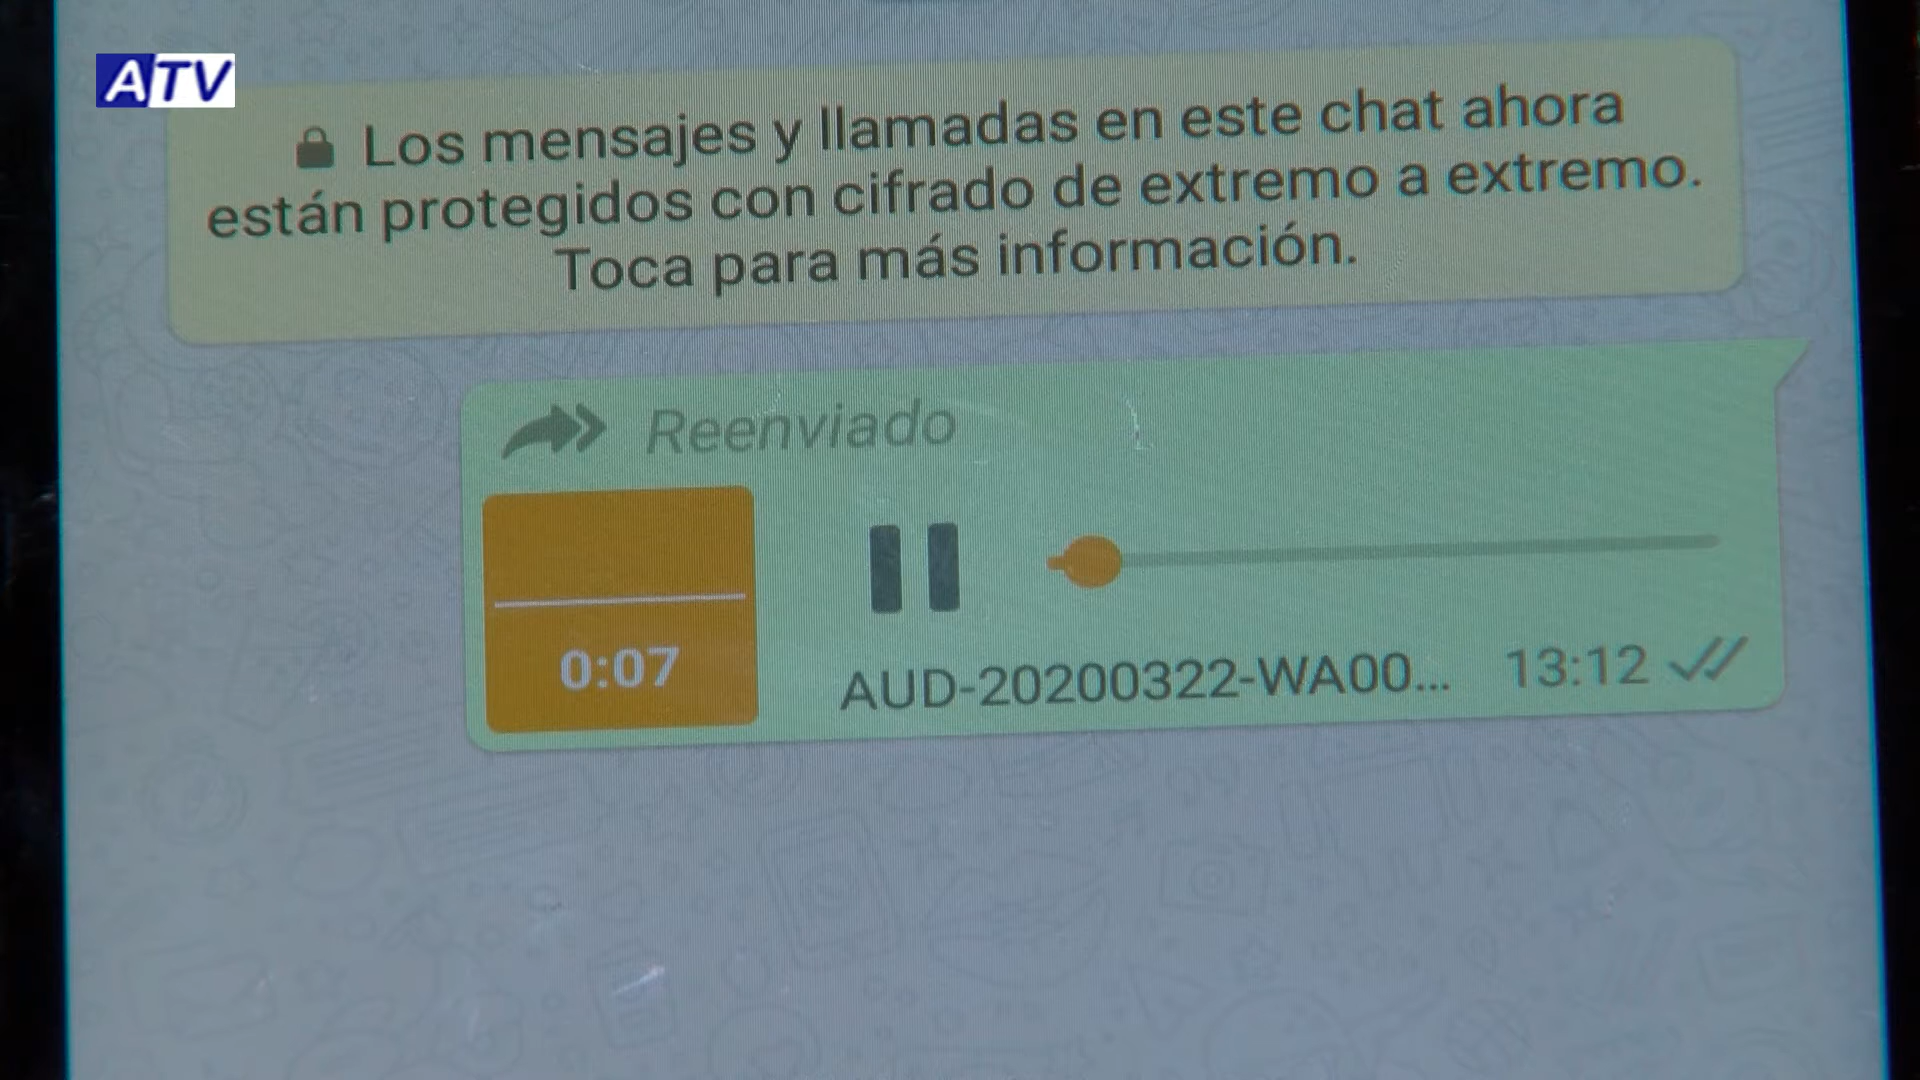 ATV
Los mensajes y llamadas en este chat ahora
están protegidos con cifrado de extremo a extremo.
Toca para más información.
Reenviado
0:07
AUD-20200322-WA00... 13:12